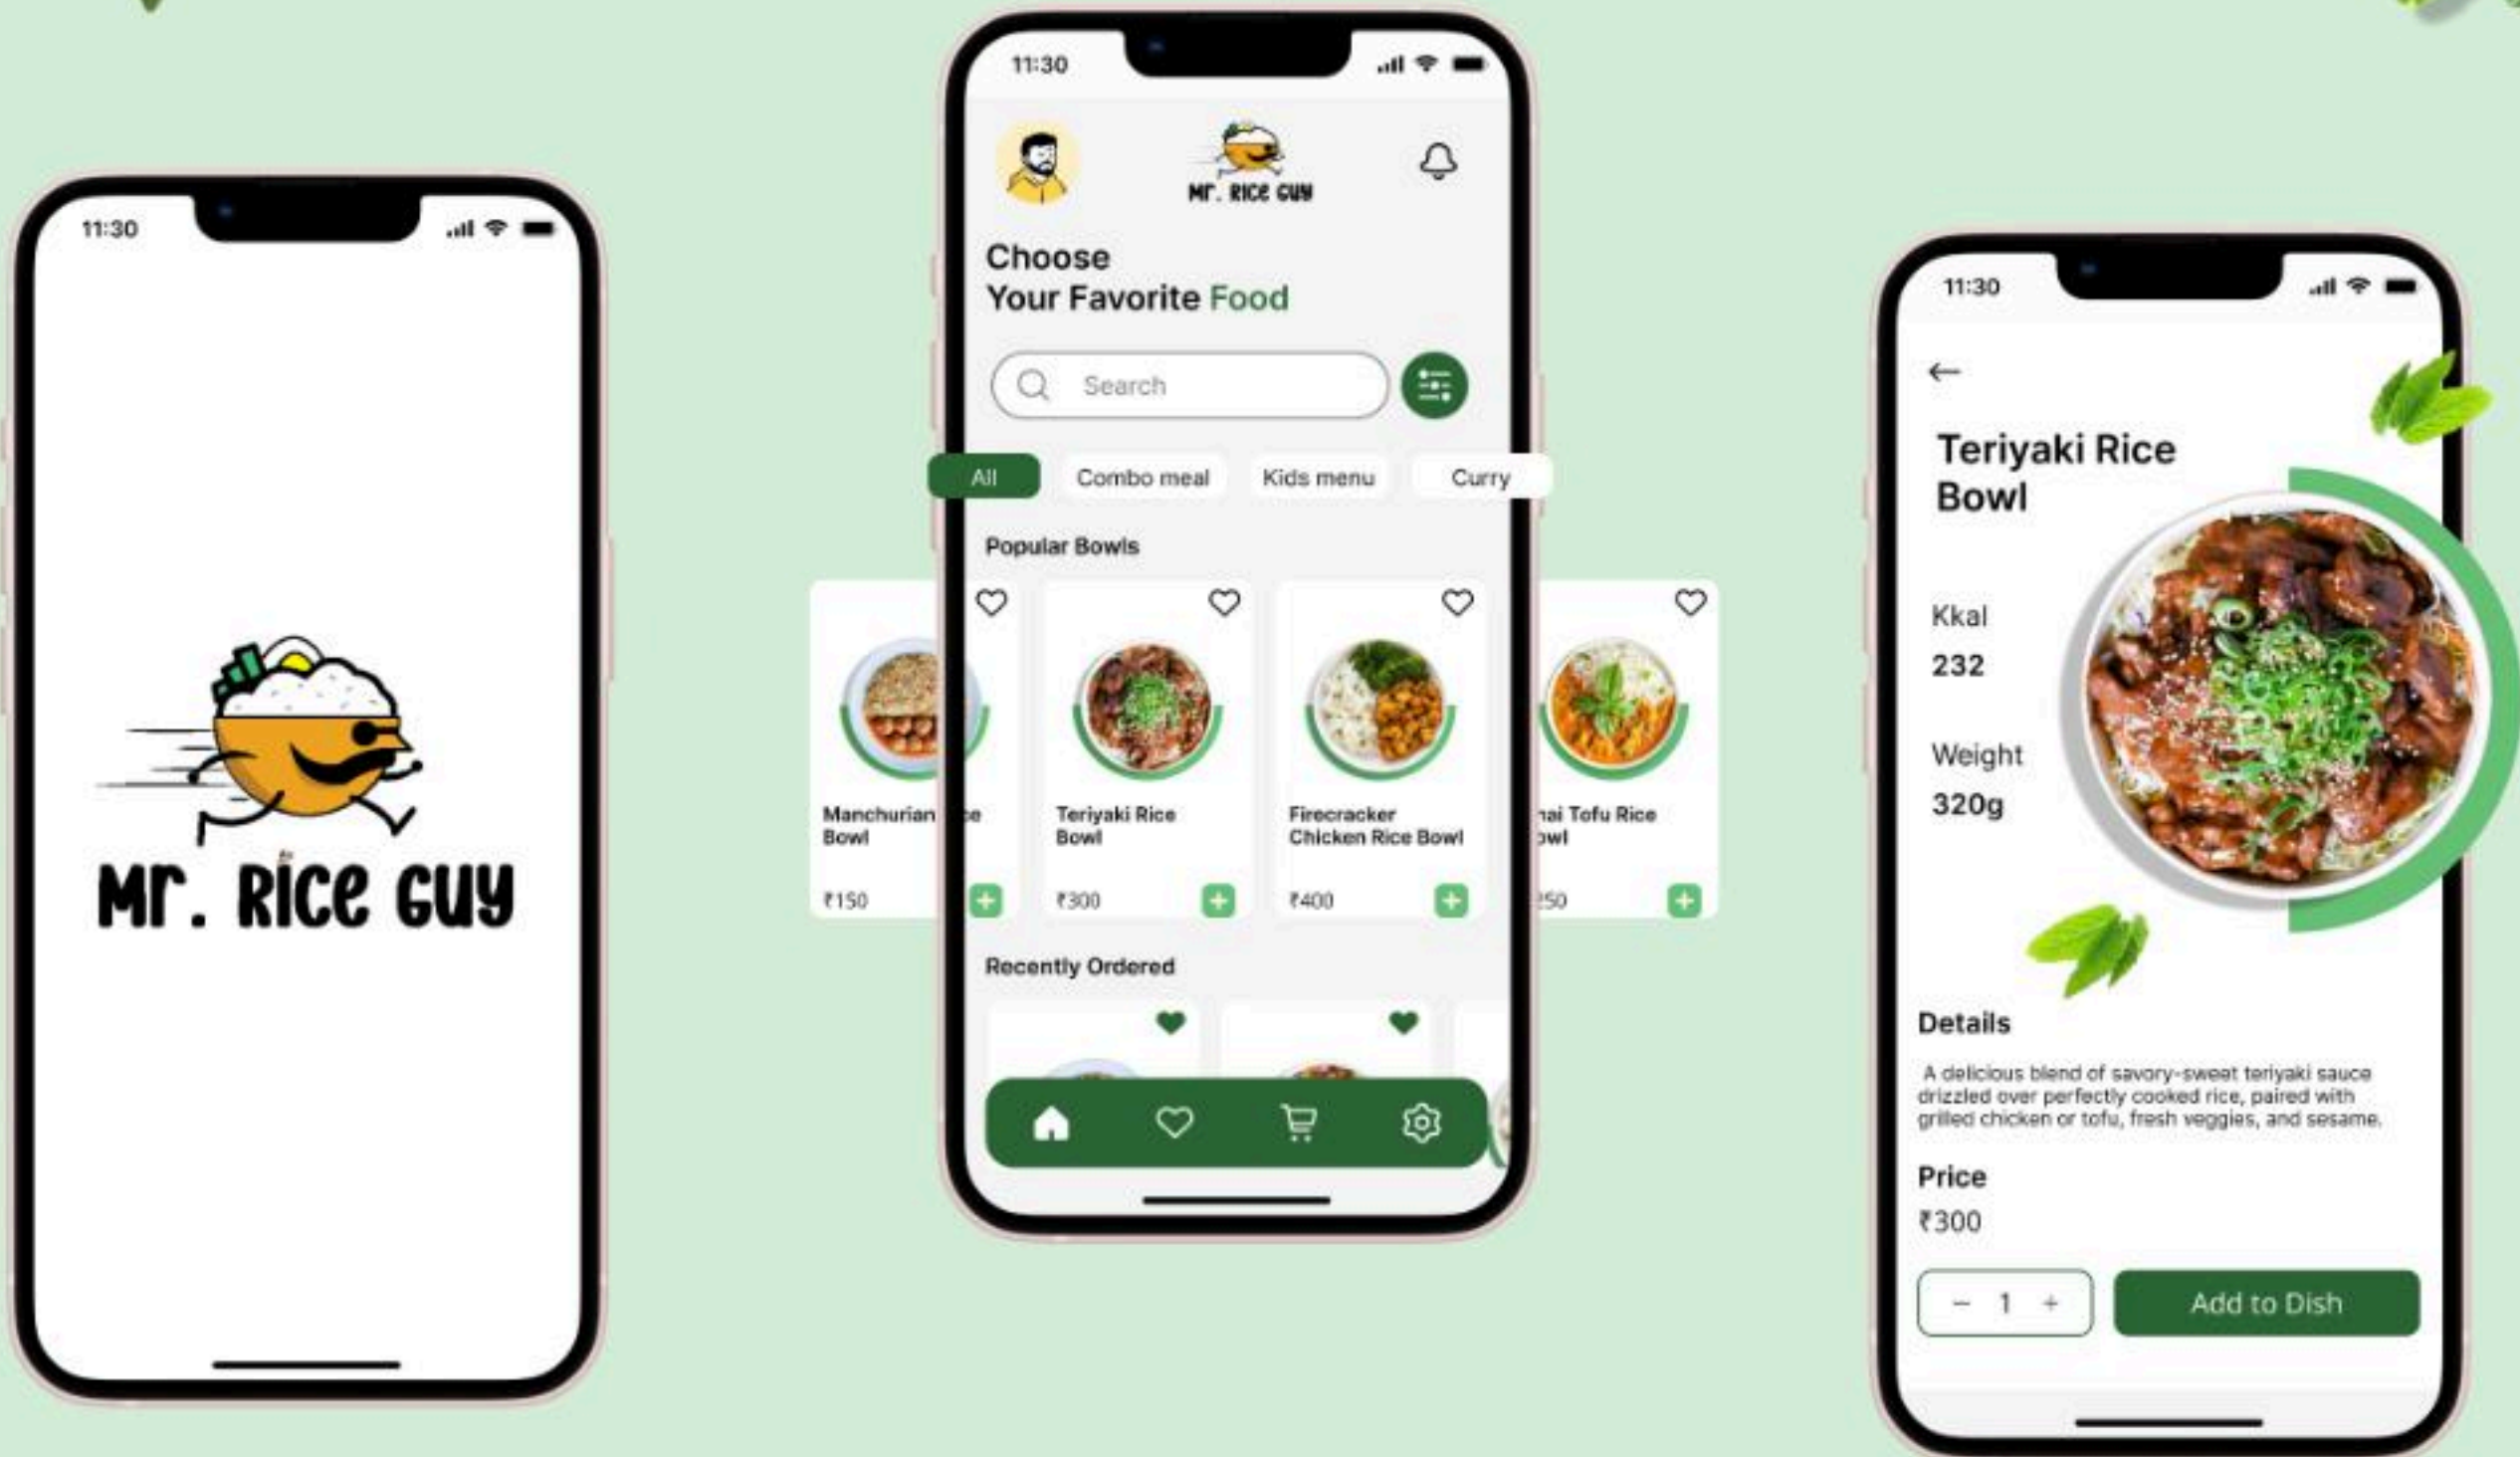 11:30
Mr. Rice Guy
11:30
Mr. Rice Guy
Choose
Your Favorite Food
Search
All
Combo meal
Kids menu
Curry
Popular Bowls
Manchurian
Bowl
₹150
Teriyaki Rice
Bowl
₹300
Firecracker
Chicken Rice Bowl
₹400
Tofu Rice
Recently Ordered
11:30
Teriyaki Rice
Bowl
Kkal
232
Weight
320g
Details
A delicious blend of savory-sweet teriyaki sauce
drizzled over perfectly cooked rice, paired with
grilled chicken or tofu, fresh veggies, and sesame.
Price
₹300
− 1 +
Add to Dish